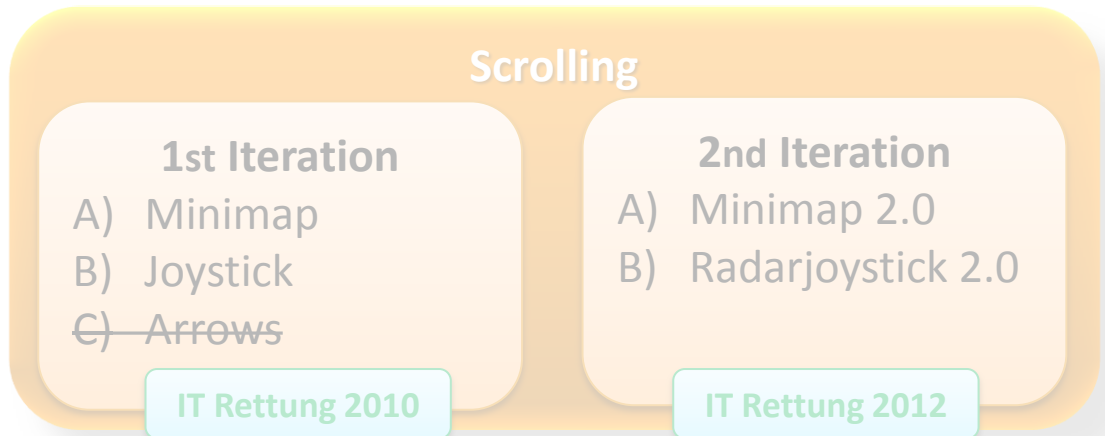 Scrolling
1st Iteration
A) Minimap
B) Joystick
C) Arrows
IT Rettung 2010
2nd Iteration
A) Minimap 2.0
B) Radarjoystick 2.0
IT Rettung 2012